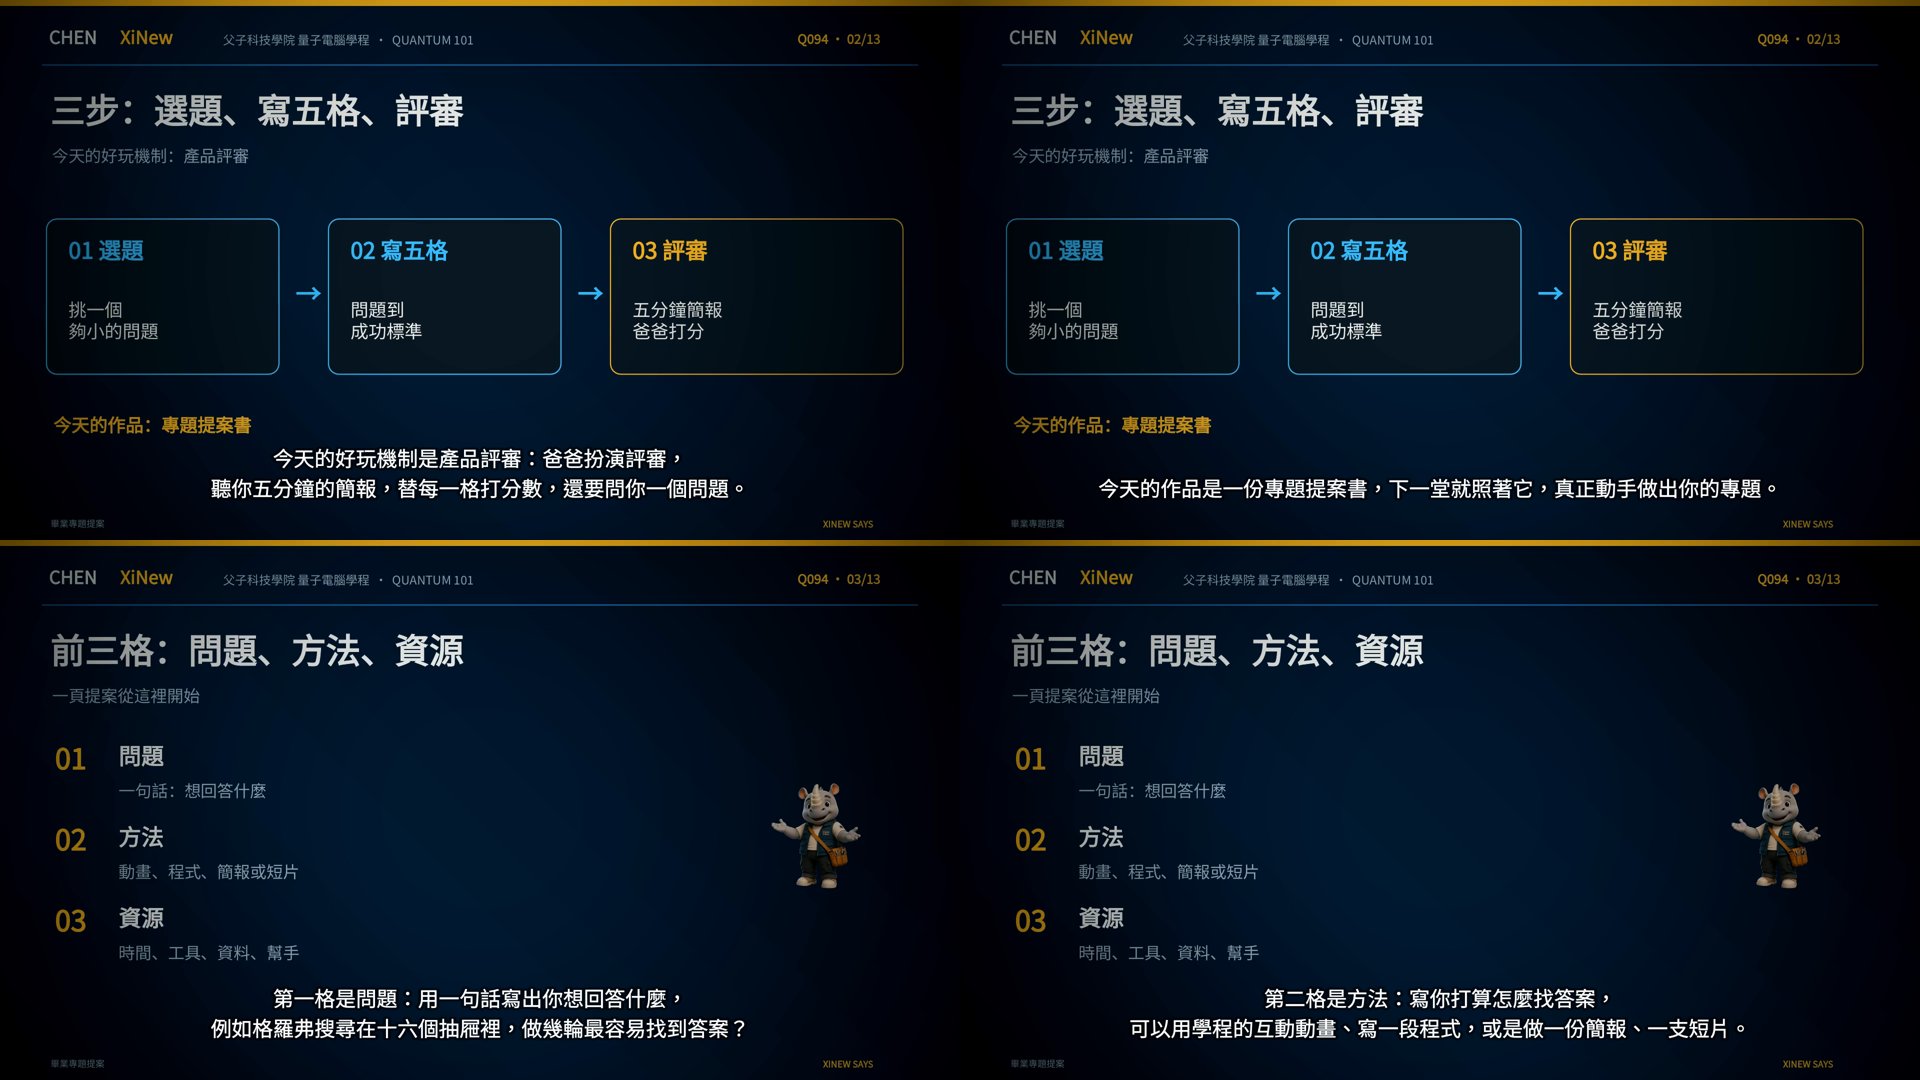 CHEN XiNew 父子科技學院 量子電腦學程 · QUANTUM 101 Q094 · 02/13
三步：選題、寫五格、評審
今天的好玩機制：產品評審
01 選題
挑一個
夠小的問題
→
02 寫五格
問題到
成功標準
→
03 評審
五分鐘簡報
爸爸打分
今天的作品：專題提案書
今天的好玩機制是產品評審：爸爸扮演評審，
聽你五分鐘的簡報，替每一格打分數，還要問你一個問題。
畢業專題提案 XINEW SAYS
CHEN XiNew 父子科技學院 量子電腦學程 · QUANTUM 101 Q094 · 02/13
三步：選題、寫五格、評審
今天的好玩機制：產品評審
01 選題
挑一個
夠小的問題
→
02 寫五格
問題到
成功標準
→
03 評審
五分鐘簡報
爸爸打分
今天的作品：專題提案書
今天的作品是一份專題提案書，下一堂就照著它，真正動手做出你的專題。
畢業專題提案 XINEW SAYS
CHEN XiNew 父子科技學院 量子電腦學程 · QUANTUM 101 Q094 · 03/13
前三格：問題、方法、資源
一頁提案從這裡開始
01 問題
一句話：想回答什麼
02 方法
動畫、程式、簡報或短片
03 資源
時間、工具、資料、幫手
第一格是問題：用一句話寫出你想回答什麼，
例如格羅弗搜尋在十六個抽屜裡，做幾輪最容易找到答案？
畢業專題提案 XINEW SAYS
CHEN XiNew 父子科技學院 量子電腦學程 · QUANTUM 101 Q094 · 03/13
前三格：問題、方法、資源
一頁提案從這裡開始
01 問題
一句話：想回答什麼
02 方法
動畫、程式、簡報或短片
03 資源
時間、工具、資料、幫手
第二格是方法：寫你打算怎麼找答案，
可以用學程的互動動畫、寫一段程式，或是做一份簡報、一支短片。
畢業專題提案 XINEW SAYS